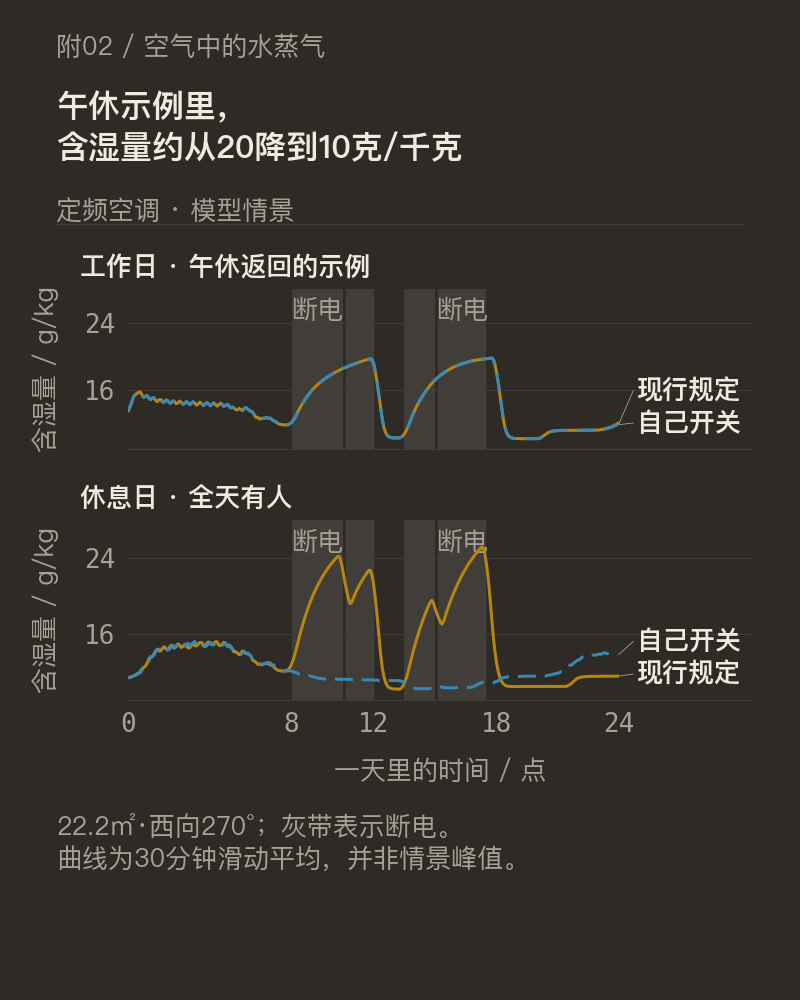 附02 / 空气中的水蒸气
午休示例里，
含湿量约从20降到10克/千克
定频空调 · 模型情景
工作日 · 午休返回的示例
含湿量 / g/kg
断电
断电
24
16
现行规定
自己开关
休息日 · 全天有人
含湿量 / g/kg
断电
断电
24
16
自己开关
现行规定
0 8 12 18 24
一天里的时间 / 点
22.2㎡·西向270°；灰带表示断电。
曲线为30分钟滑动平均，并非情景峰值。